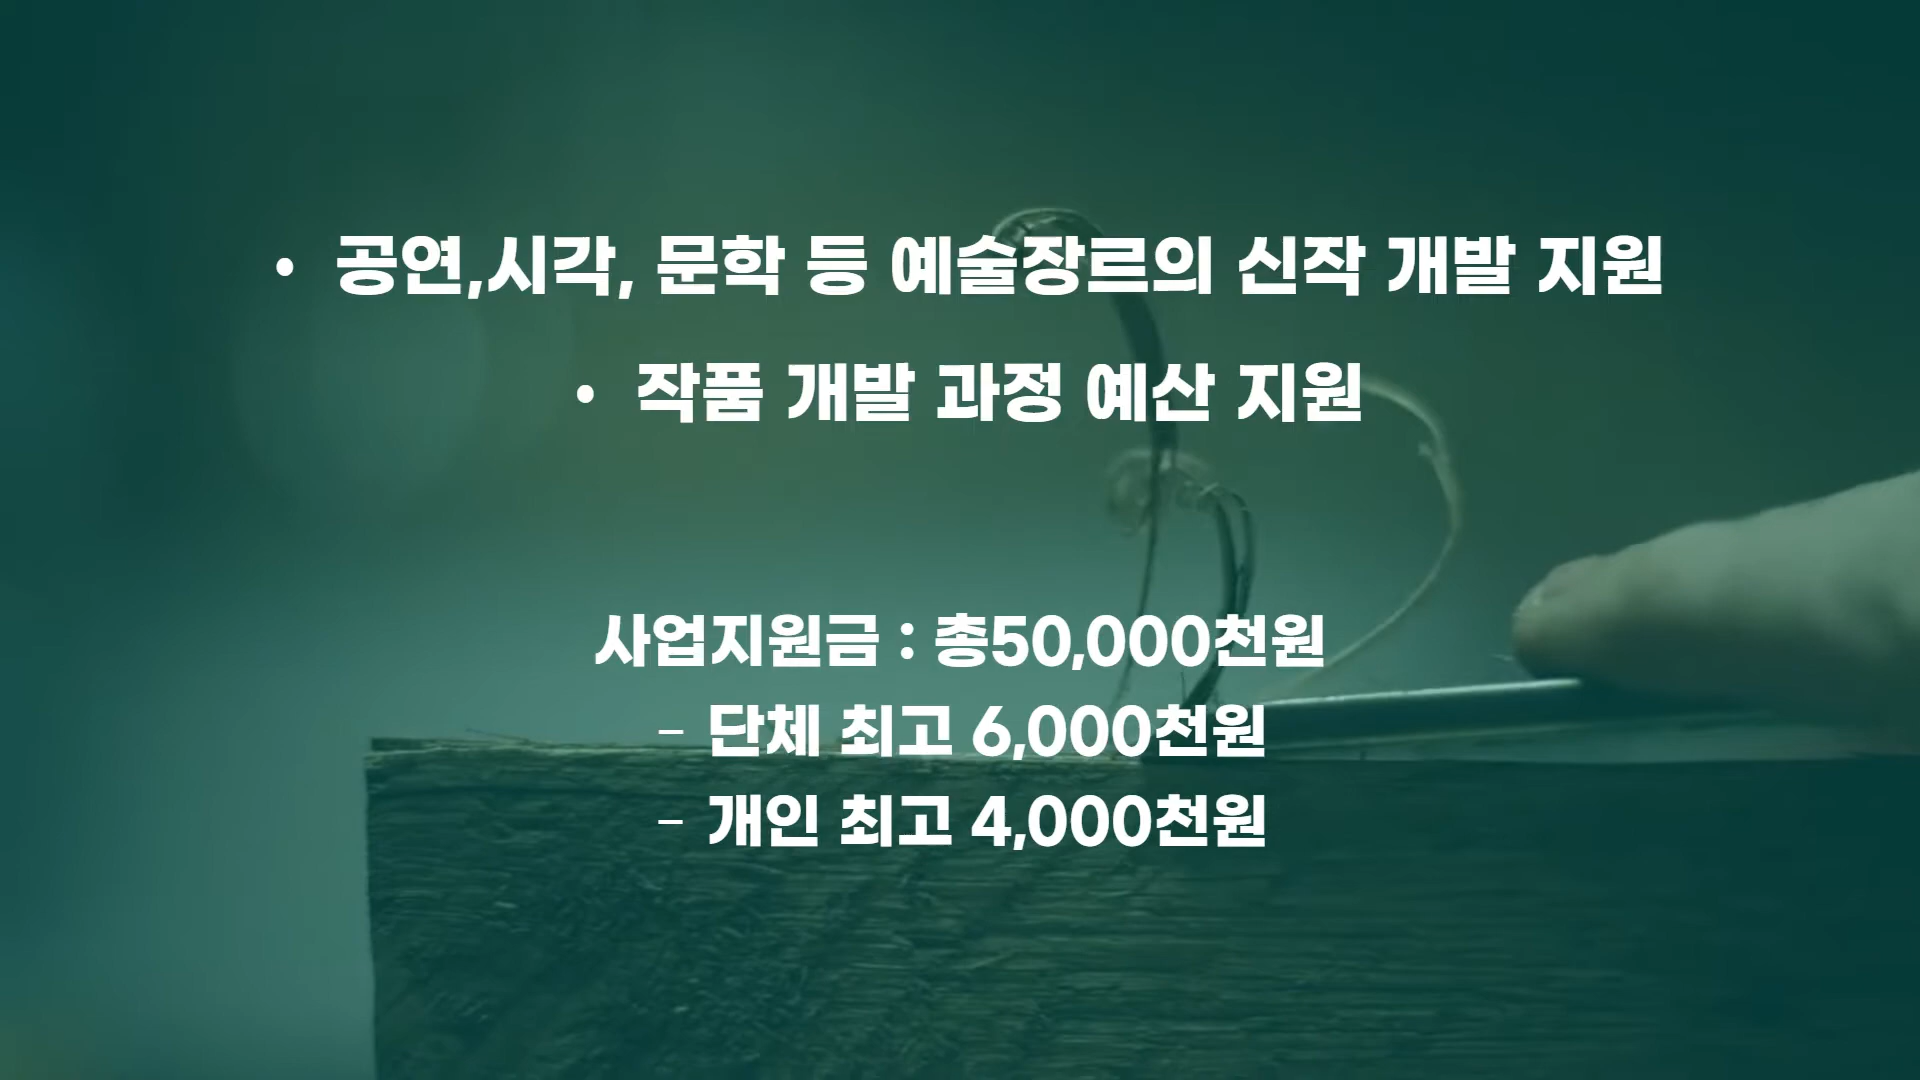 • 공연,시각, 문학 등 예술장르의 신작 개발 지원
• 작품 개발 과정 예산 지원
사업지원금 : 총50,000천원
- 단체 최고 6,000천원
- 개인 최고 4,000천원